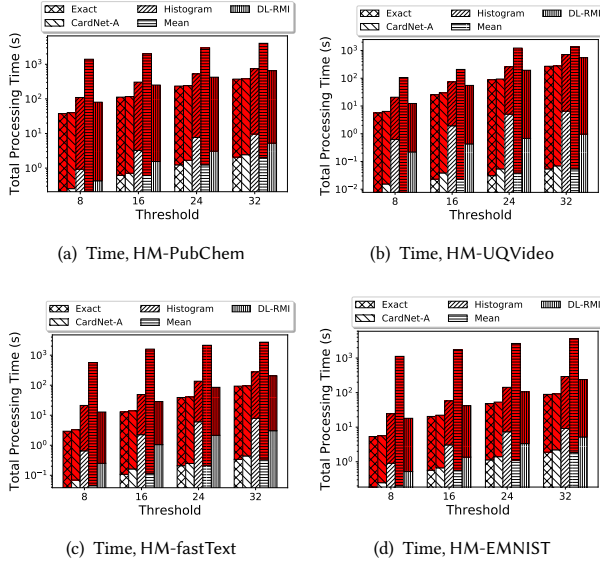 Exact Histogram DL-RMI
CardNet-A Mean
Total Processing Time (s)
10³
10²
10¹
10⁰
8 16 24 32
Threshold
(a) Time, HM-PubChem
Exact Histogram DL-RMI
CardNet-A Mean
Total Processing Time (s)
10³
10²
10¹
10⁰
10⁻¹
10⁻²
8 16 24 32
Threshold
(b) Time, HM-UQVideo
Exact Histogram DL-RMI
CardNet-A Mean
Total Processing Time (s)
10³
10²
10¹
10⁰
10⁻¹
8 16 24 32
Threshold
(c) Time, HM-fastText
Exact Histogram DL-RMI
CardNet-A Mean
Total Processing Time (s)
10³
10²
10¹
10⁰
8 16 24 32
Threshold
(d) Time, HM-EMNIST